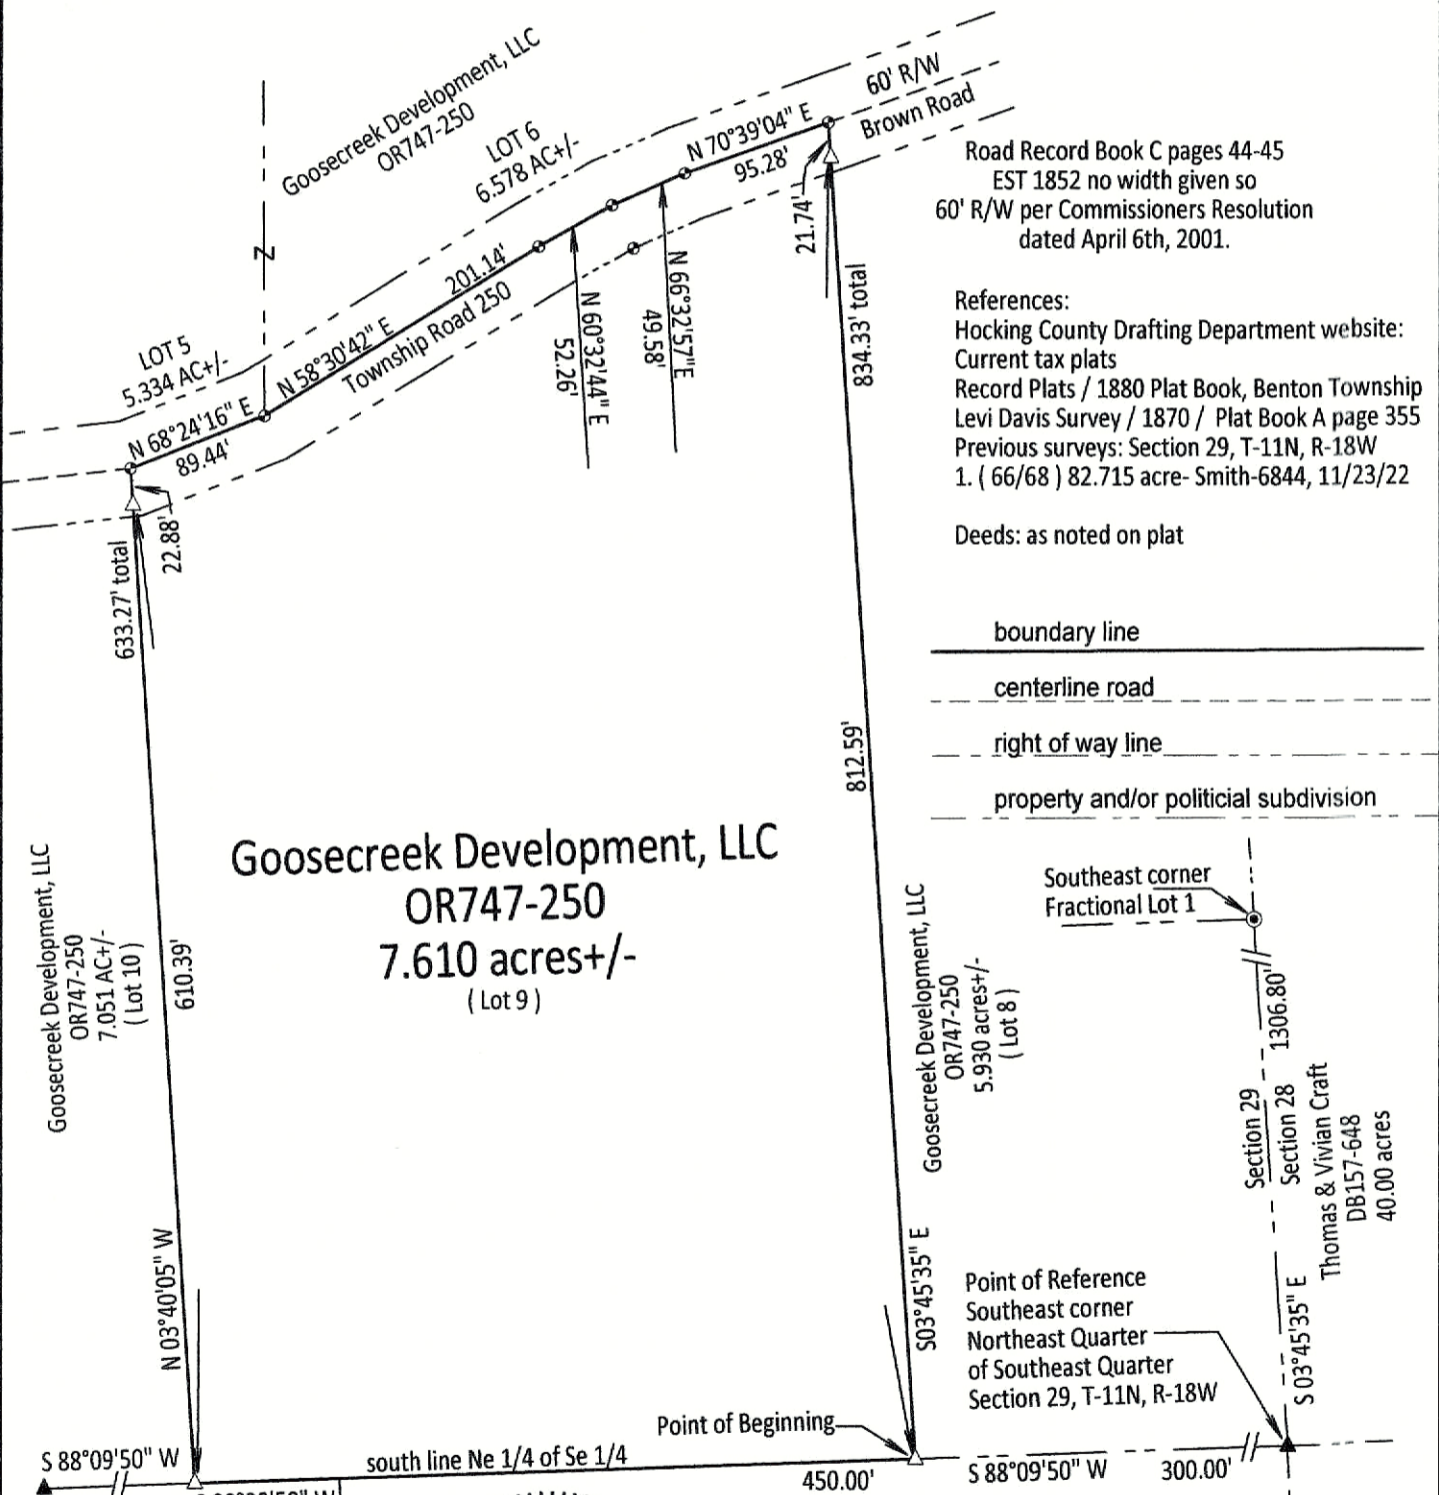 Goosecreek Development, LLC
OR747-250
LOT 6
6.578 AC+/-
60' R/W
Brown Road
N 70°39'04" E
95.28'
21.74'
Z
LOT 5
5.334 AC+/-
201.14'
N 58°30'42" E
Township Road 250
N 68°24'16" E
89.44'
22.88'
N 60°32'44" E
52.26'
N 66°32'57"E
49.58'
834.33' total
633.27' total
Road Record Book C pages 44-45
EST 1852 no width given so
60' R/W per Commissioners Resolution
dated April 6th, 2001.
References:
Hocking County Drafting Department website:
Current tax plats
Record Plats / 1880 Plat Book, Benton Township
Levi Davis Survey / 1870 / Plat Book A page 355
Previous surveys: Section 29, T-11N, R-18W
1. ( 66/68 ) 82.715 acre- Smith-6844, 11/23/22
Deeds: as noted on plat
boundary line
centerline road
right of way line
property and/or politicial subdivision
812.59'
Goosecreek Development, LLC
OR747-250
7.610 acres+/-
( Lot 9 )
Goosecreek Development, LLC
OR747-250
7.051 AC+/-
( Lot 10 )
610.39'
N 03°40'05" W
Goosecreek Development, LLC
OR747-250
5.930 acres+/-
( Lot 8 )
S03°45'35" E
Southeast corner
Fractional Lot 1
1306.80'
Section 29
Section 28
Thomas & Vivian Craft
DB157-648
40.00 acres
S 03°45'35" E
Point of Reference
Southeast corner
Northeast Quarter
of Southeast Quarter
Section 29, T-11N, R-18W
Point of Beginning
S 88°09'50" W
south line Ne 1/4 of Se 1/4
450.00'
S 88°09'50" W
300.00'